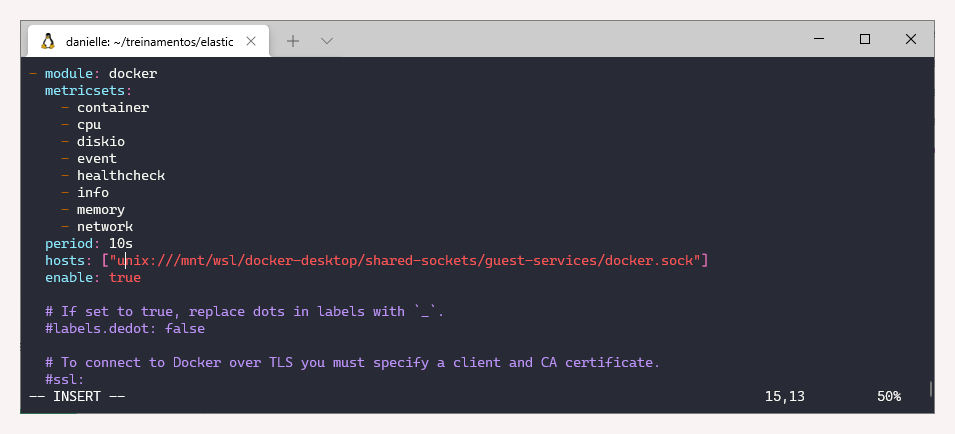 danielle: ~/treinamentos/elastic
- module: docker
  metricsets:
    - container
    - cpu
    - diskio
    - event
    - healthcheck
    - info
    - memory
    - network
  period: 10s
  hosts: ["unix:///mnt/wsl/docker-desktop/shared-sockets/guest-services/docker.sock"]
  enable: true
  # If set to true, replace dots in labels with `_`.
  #labels.dedot: false
  # To connect to Docker over TLS you must specify a client and CA certificate.
  #ssl:
-- INSERT -- 15,13 50%